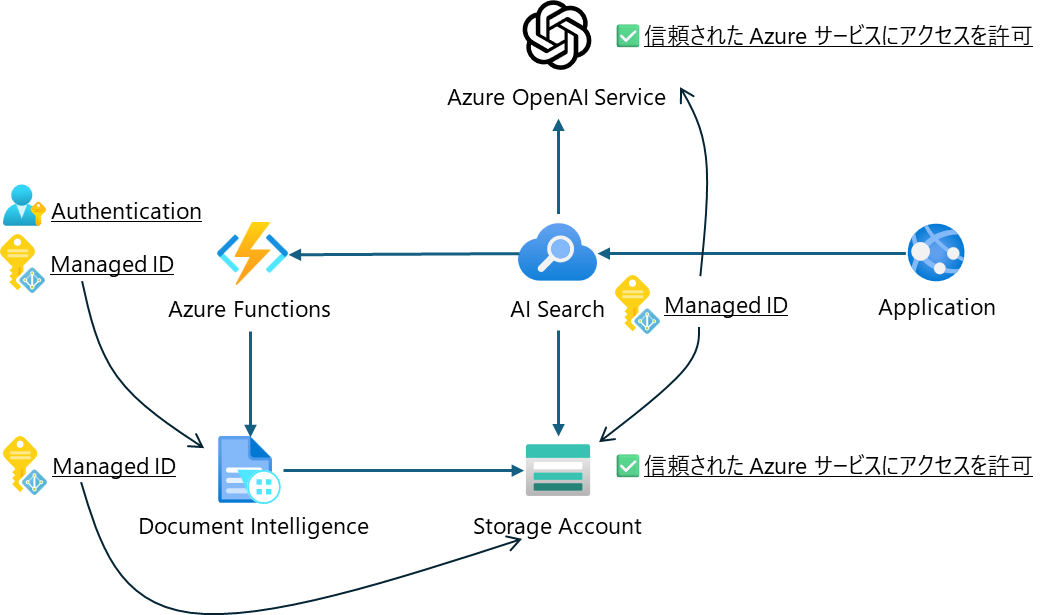 信頼された Azure サービスにアクセスを許可
Azure OpenAI Service
Authentication
Managed ID
Azure Functions
AI Search
Managed ID
Application
Managed ID
信頼された Azure サービスにアクセスを許可
Document Intelligence
Storage Account